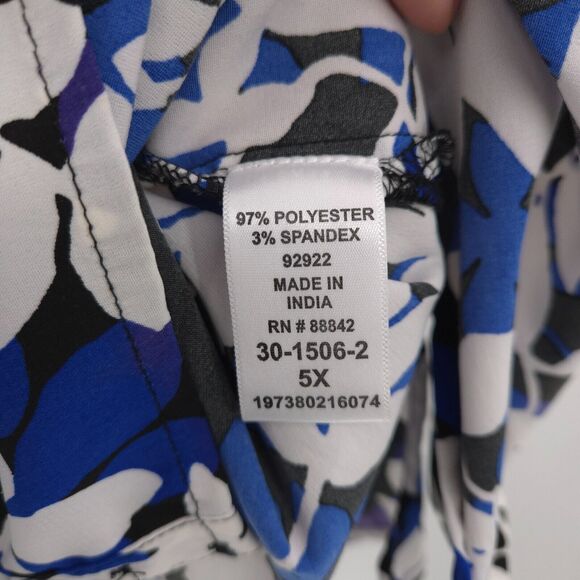 97% POLYESTER
3% SPANDEX
92922
MADE IN
INDIA
RN # 88842
30-1506-2
5X
197380216074